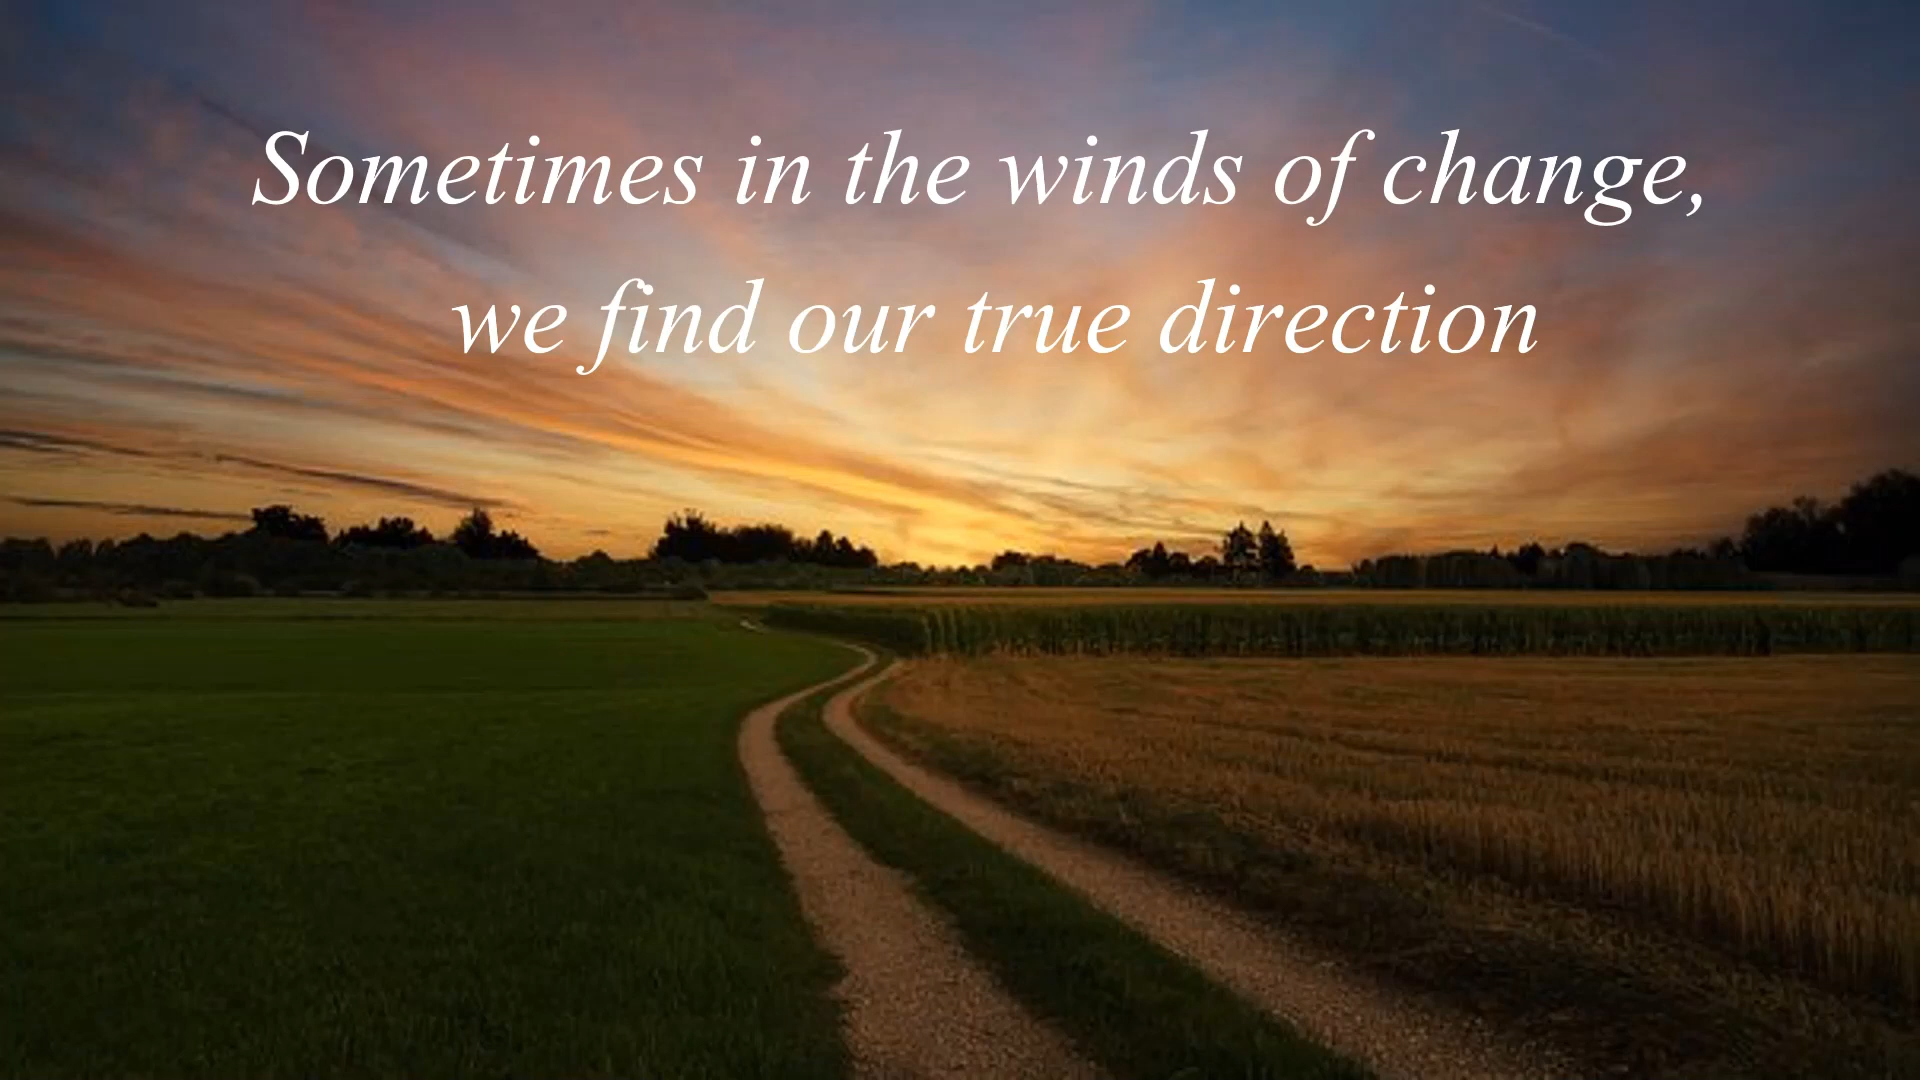 Sometimes in the winds of change,
we find our true direction